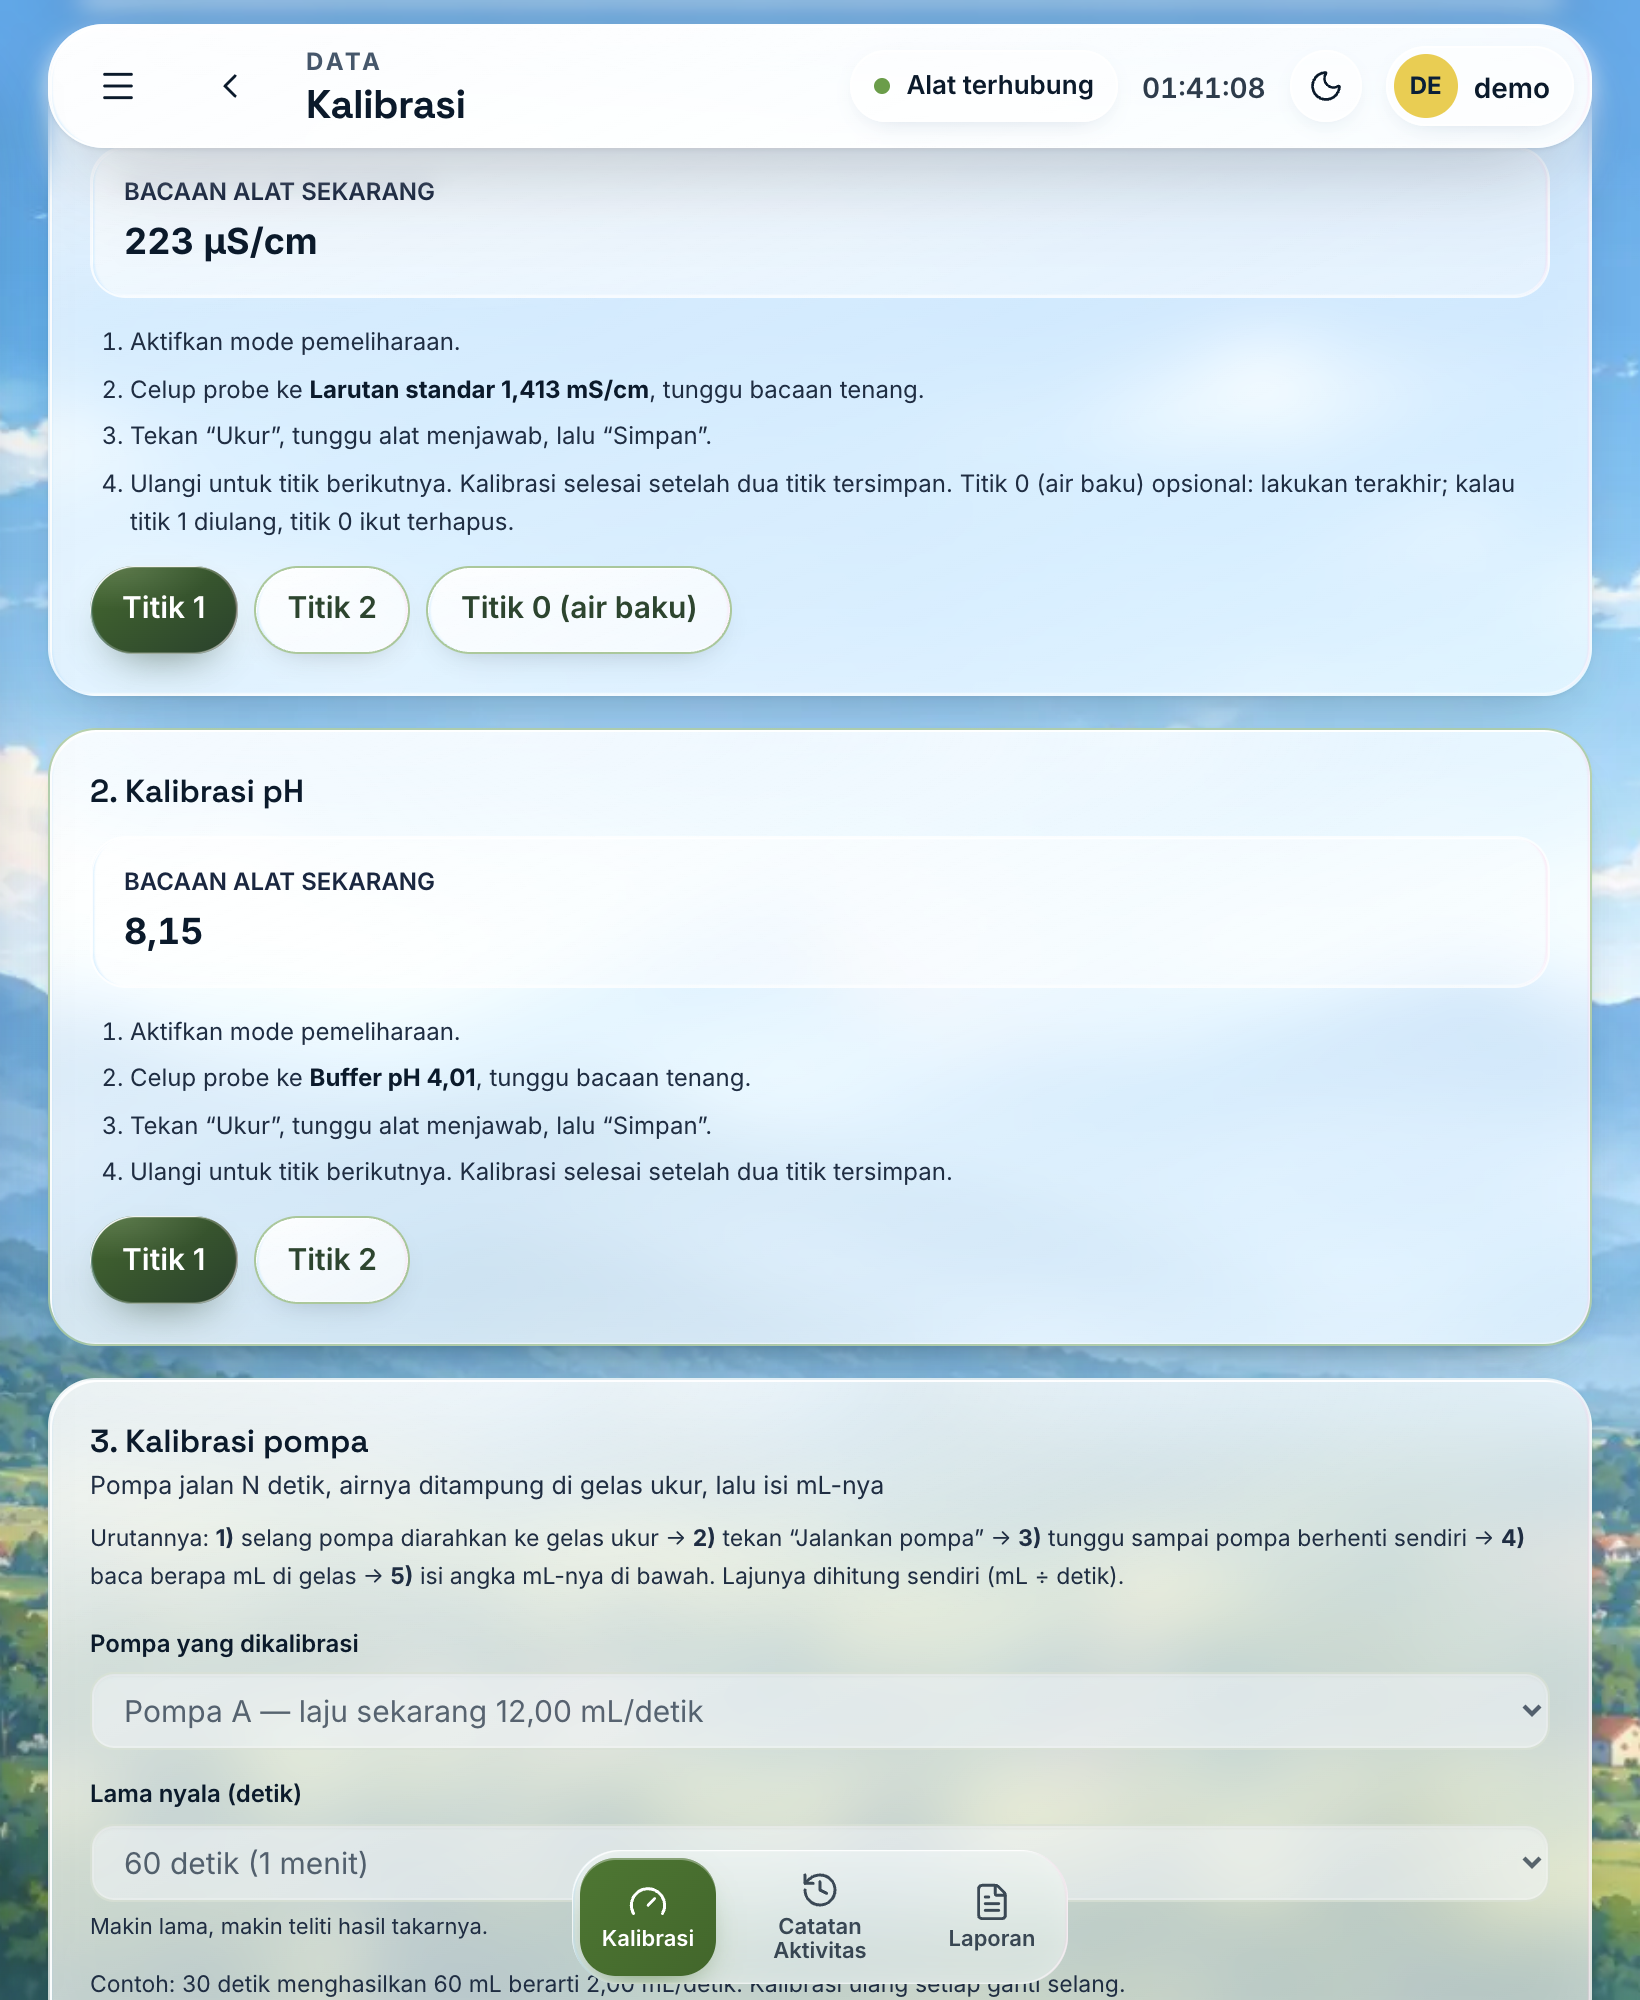 DATA
Kalibrasi
Alat terhubung
01:41:08
DE
demo
BACAAN ALAT SEKARANG
223 µS/cm
1. Aktifkan mode pemeliharaan.
2. Celup probe ke Larutan standar 1,413 mS/cm, tunggu bacaan tenang.
3. Tekan “Ukur”, tunggu alat menjawab, lalu “Simpan”.
4. Ulangi untuk titik berikutnya. Kalibrasi selesai setelah dua titik tersimpan. Titik 0 (air baku) opsional: lakukan terakhir; kalau
titik 1 diulang, titik 0 ikut terhapus.
Titik 1
Titik 2
Titik 0 (air baku)
2. Kalibrasi pH
BACAAN ALAT SEKARANG
8,15
1. Aktifkan mode pemeliharaan.
2. Celup probe ke Buffer pH 4,01, tunggu bacaan tenang.
3. Tekan “Ukur”, tunggu alat menjawab, lalu “Simpan”.
4. Ulangi untuk titik berikutnya. Kalibrasi selesai setelah dua titik tersimpan.
Titik 1
Titik 2
3. Kalibrasi pompa
Pompa jalan N detik, airnya ditampung di gelas ukur, lalu isi mL-nya
Urutannya: 1) selang pompa diarahkan ke gelas ukur → 2) tekan “Jalankan pompa” → 3) tunggu sampai pompa berhenti sendiri → 4)
baca berapa mL di gelas → 5) isi angka mL-nya di bawah. Lajunya dihitung sendiri (mL ÷ detik).
Pompa yang dikalibrasi
Pompa A — laju sekarang 12,00 mL/detik
Lama nyala (detik)
60 detik (1 menit)
Makin lama, makin teliti hasil takarnya.
Contoh: 30 detik menghasilkan 60 mL berarti 2,00 mL/detik. Kalibrasi ulang setiap ganti selang.
Kalibrasi
Catatan
Aktivitas
Laporan